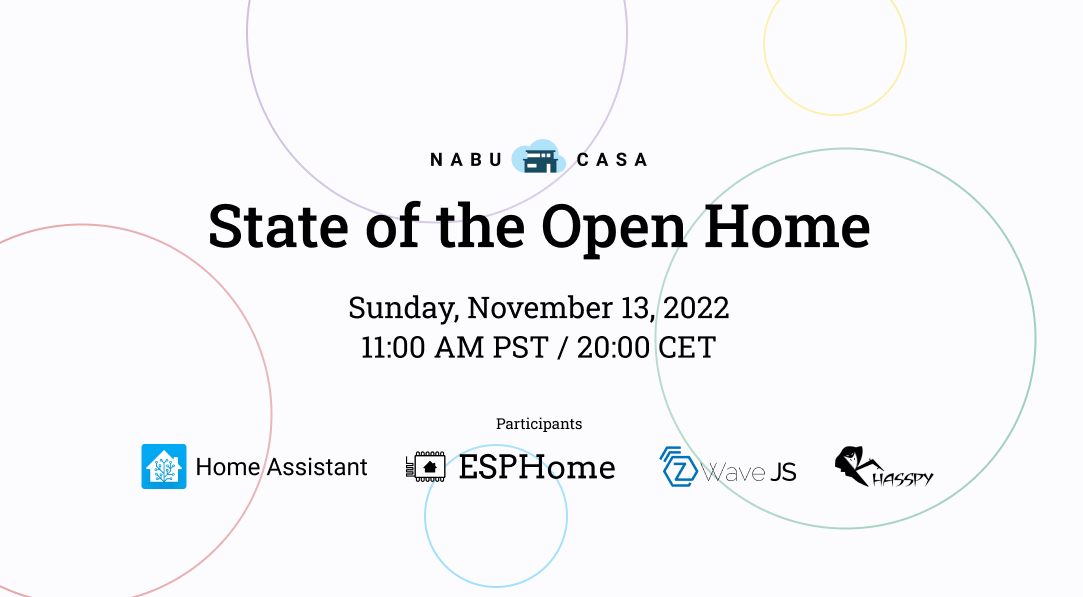 NABU CASA
State of the Open Home
Sunday, November 13, 2022
11:00 AM PST / 20:00 CET
Participants
Home Assistant ESPHome Z Wave JS HASSPY